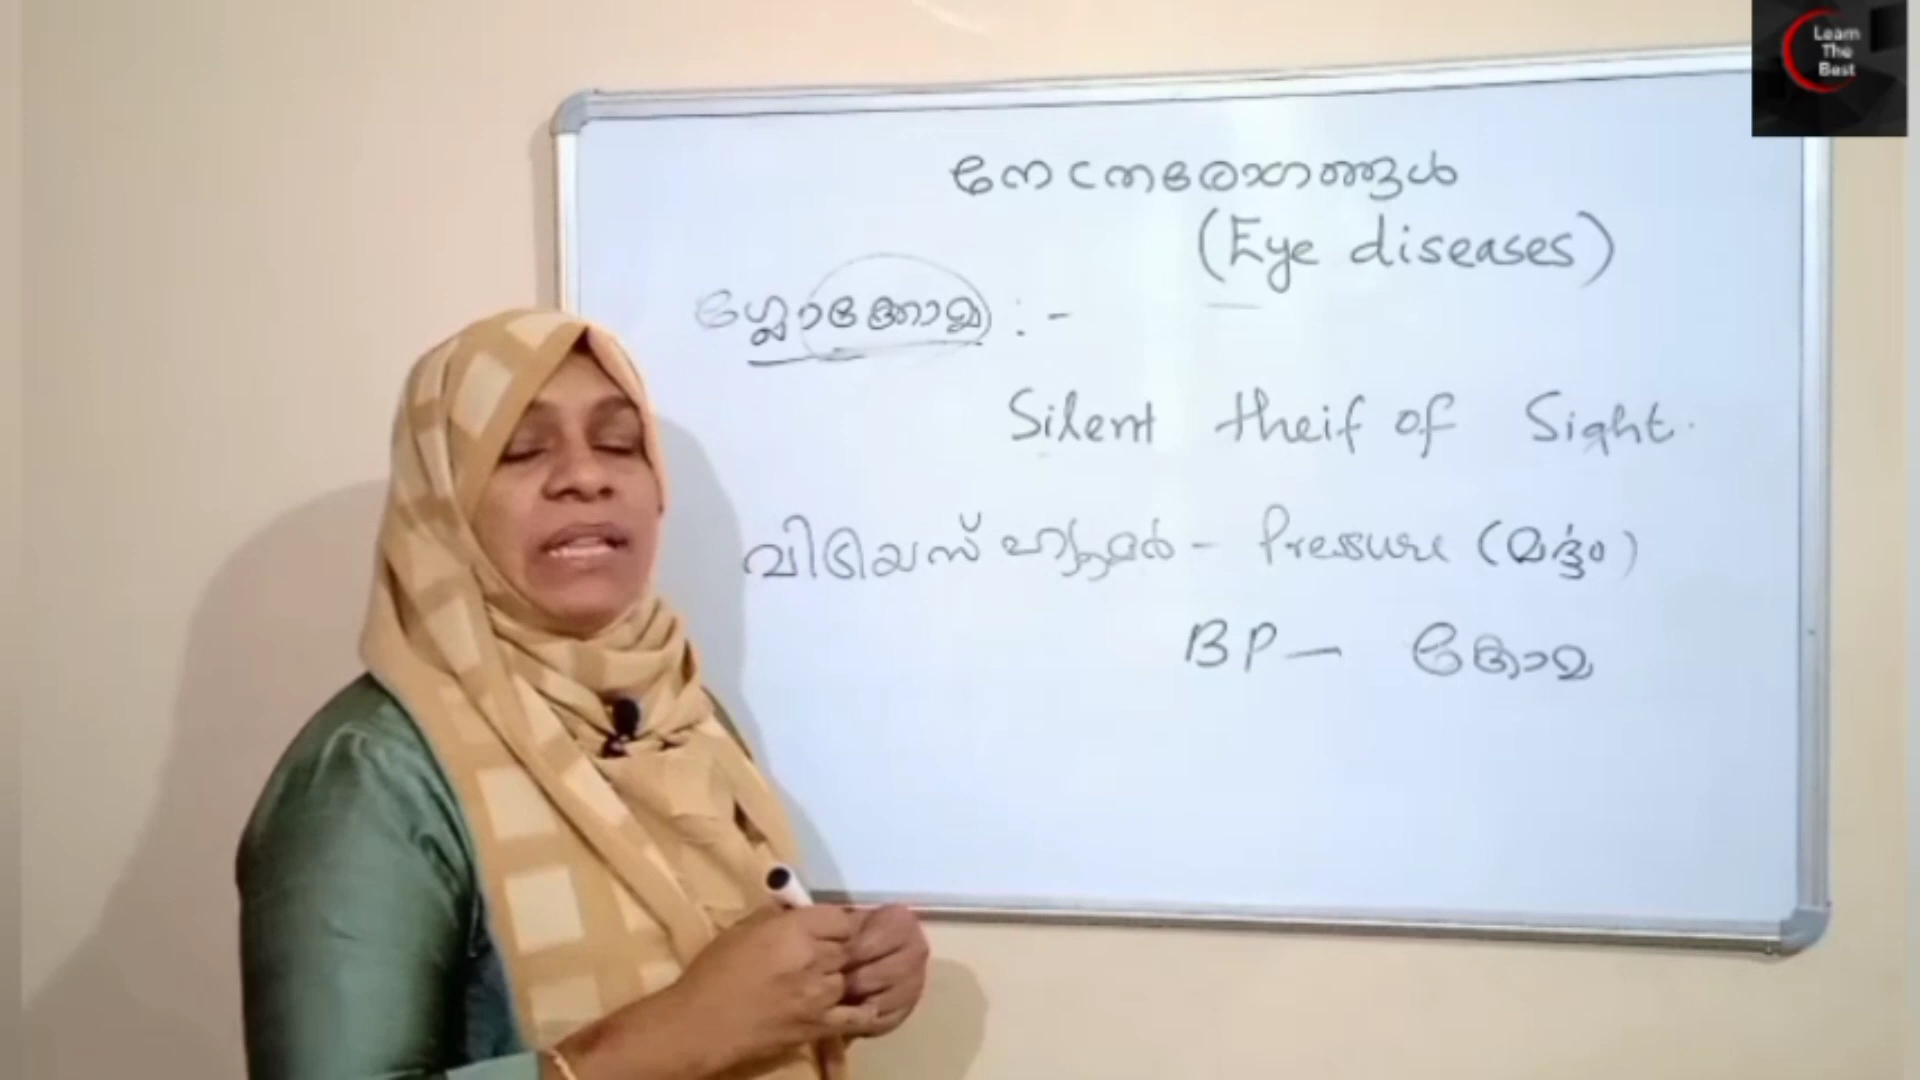 നേത്രരോഗങ്ങൾ
(Eye diseases)
ഗ്ലോക്കോമ :-
Silent theif of Sight.
വിട്രിയസ് ഹ്യൂമർ - Pressure (മർദ്ദം)
BP - കോമ
Learn
The
Best